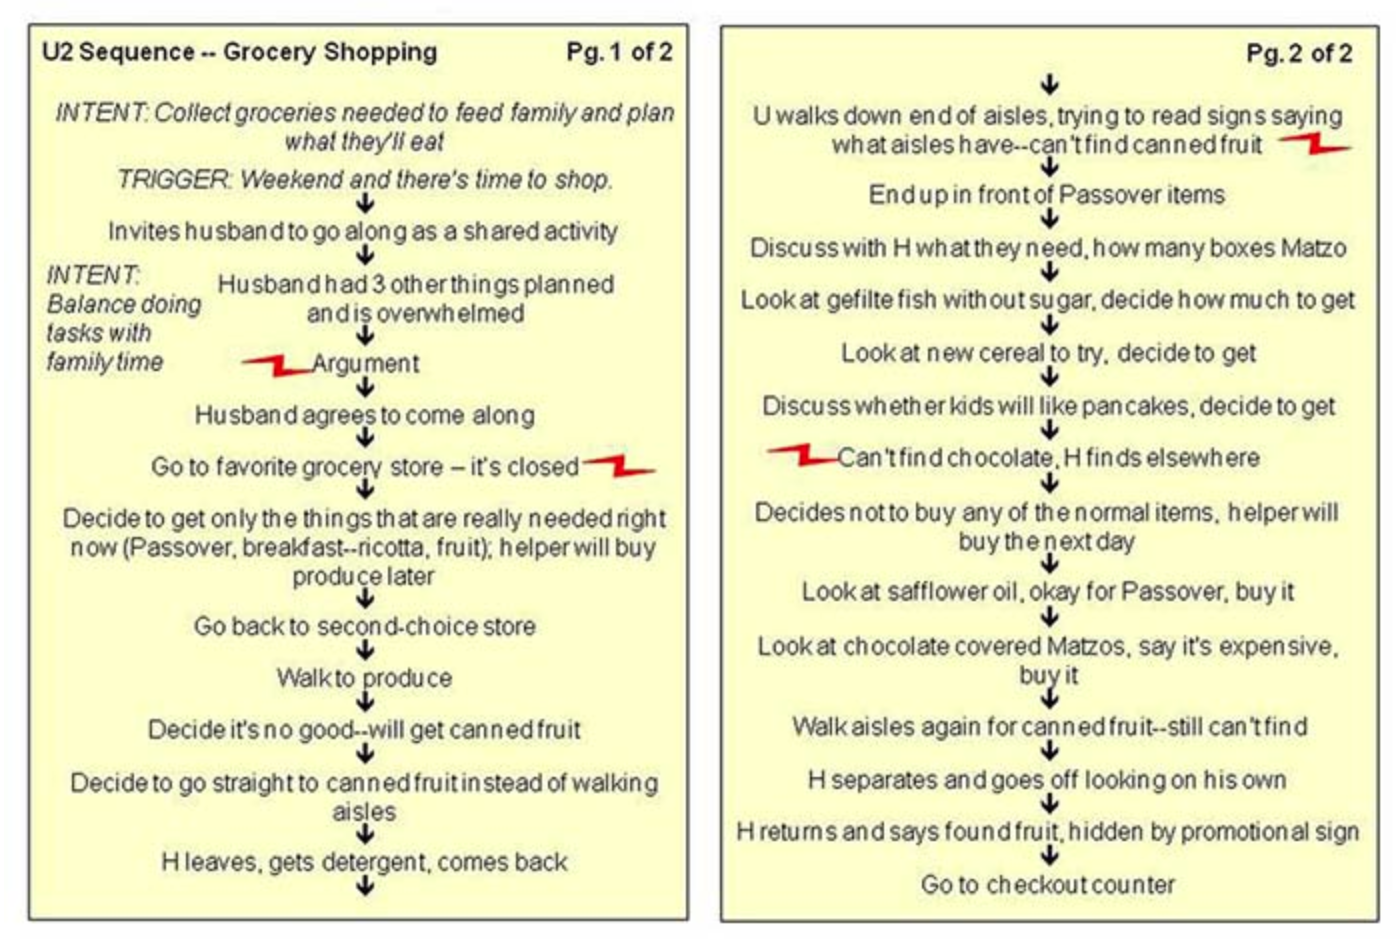 U2 Sequence -- Grocery Shopping Pg. 1 of 2
INTENT: Collect groceries needed to feed family and plan
what they'll eat
TRIGGER: Weekend and there's time to shop.
Invites husband to go along as a shared activity
INTENT:
Balance doing
tasks with
family time
Husband had 3 other things planned
and is overwhelmed
Argument
Husband agrees to come along
Go to favorite grocery store – it's closed
Decide to get only the things that are really needed right
now (Passover, breakfast--ricotta, fruit); helper will buy
produce later
Go back to second-choice store
Walk to produce
Decide it's no good--will get canned fruit
Decide to go straight to canned fruit instead of walking
aisles
H leaves, gets detergent, comes back
Pg. 2 of 2
U walks down end of aisles, trying to read signs saying
what aisles have--can't find canned fruit
End up in front of Passover items
Discuss with H what they need, how many boxes Matzo
Look at gefilte fish without sugar, decide how much to get
Look at new cereal to try, decide to get
Discuss whether kids will like pancakes, decide to get
Can't find chocolate, H finds elsewhere
Decides not to buy any of the normal items, helper will
buy the next day
Look at safflower oil, okay for Passover, buy it
Look at chocolate covered Matzos, say it's expensive,
buy it
Walk aisles again for canned fruit--still can't find
H separates and goes off looking on his own
H returns and says found fruit, hidden by promotional sign
Go to checkout counter